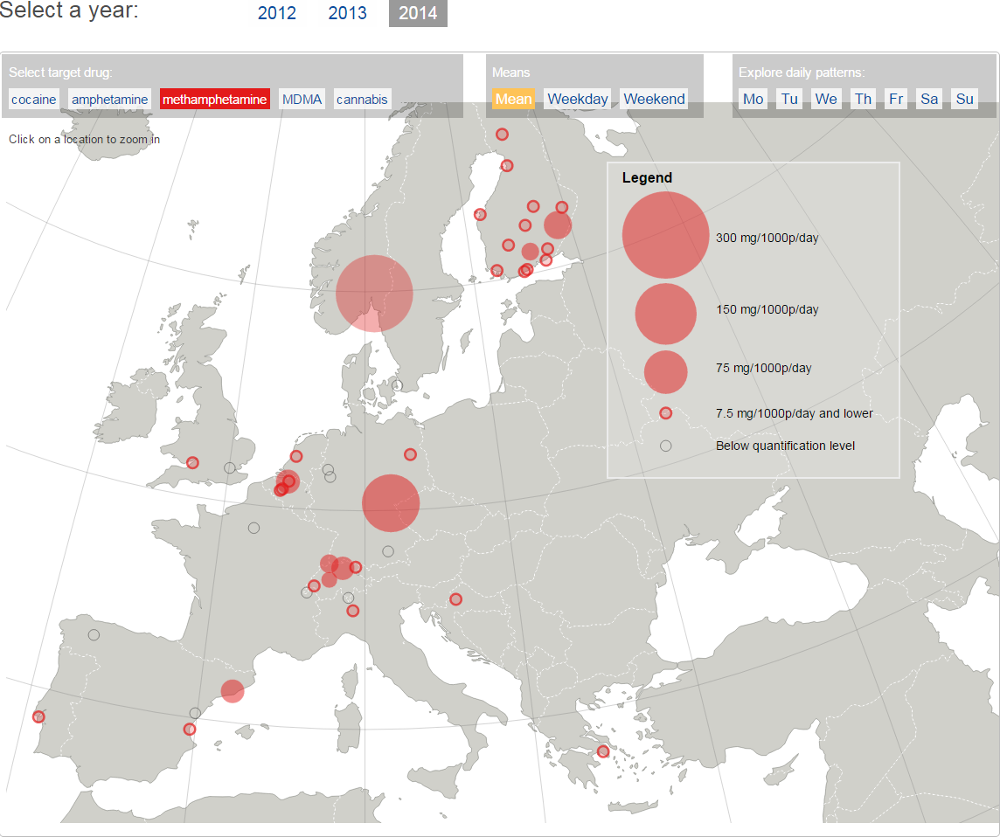 Select a year: 2012 2013 2014
Select target drug:
cocaine amphetamine methamphetamine MDMA cannabis
Means
Mean Weekday Weekend
Explore daily patterns:
Mo Tu We Th Fr Sa Su
Click on a location to zoom in
Legend
300 mg/1000p/day
150 mg/1000p/day
75 mg/1000p/day
7.5 mg/1000p/day and lower
Below quantification level